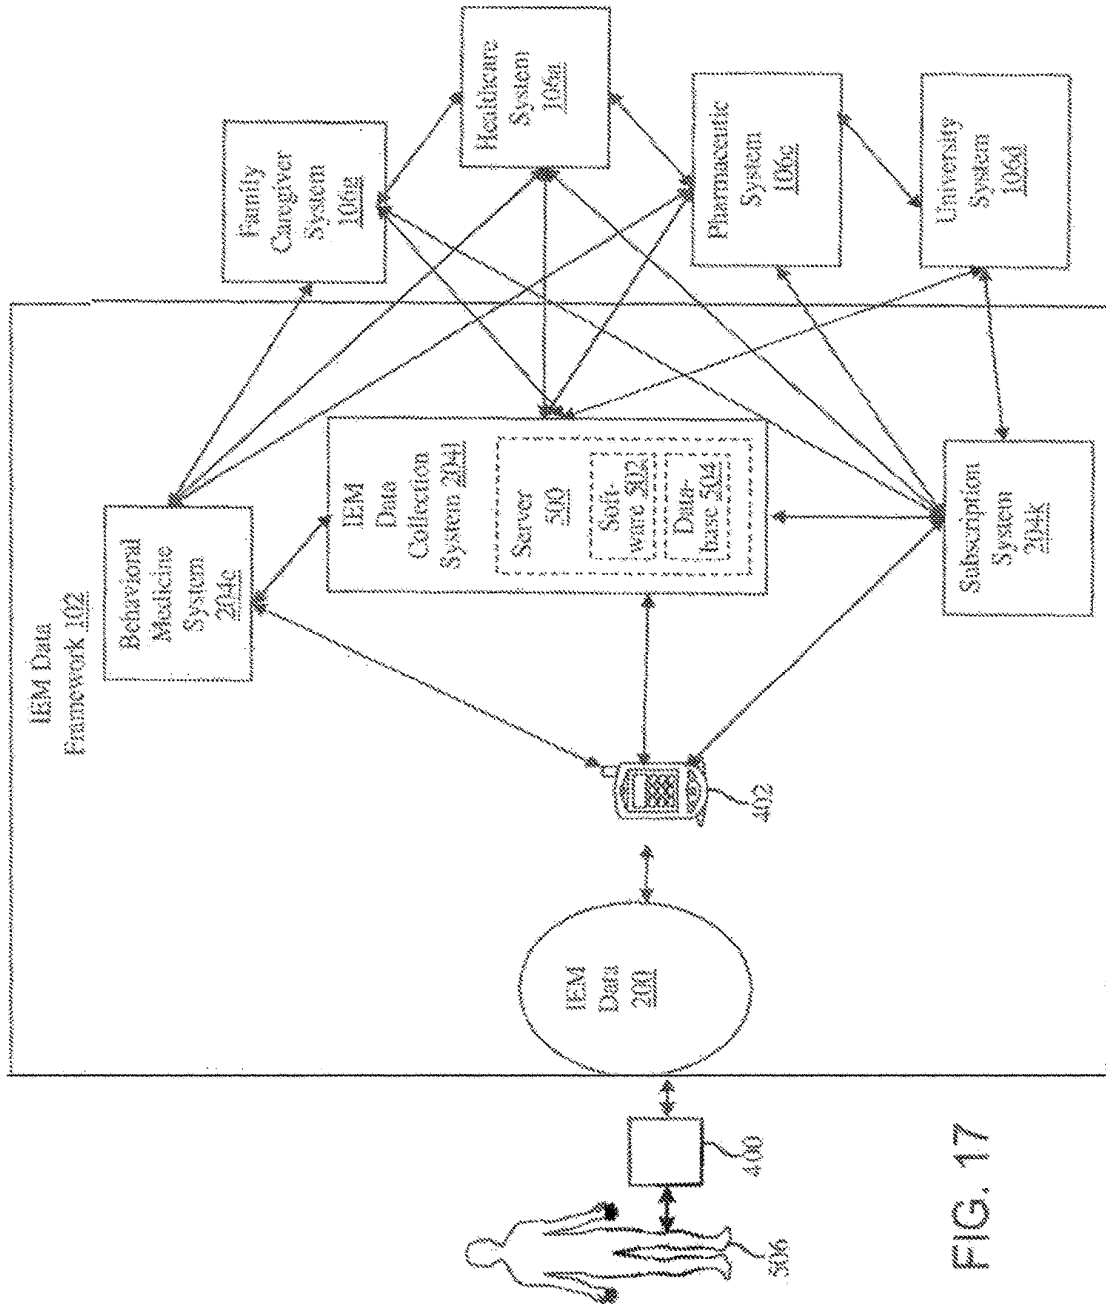 IEM Data
Framework 102
Behavioral
Medicine
System
204e
Family
Caregiver
System
106g
Healthcare
System
106a
IEM
Data
Collection
System 204l
Server
500
Soft-
ware 502
Data-
base 504
Pharmaceutic
System
106c
University
System
106d
Subscription
System
204k
IEM
Data
200
402
400
506
FIG. 17